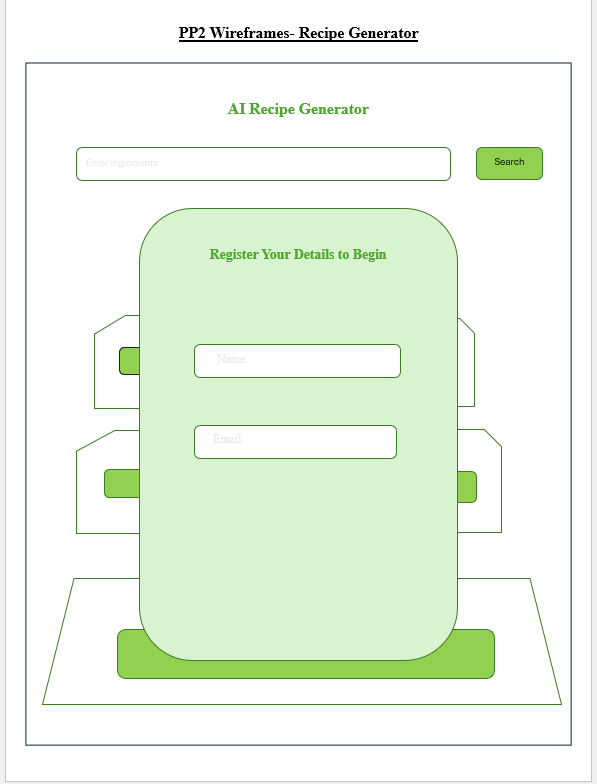 PP2 Wireframes- Recipe Generator
AI Recipe Generator
Enter Ingredients
Search
Register Your Details to Begin
Name
Email